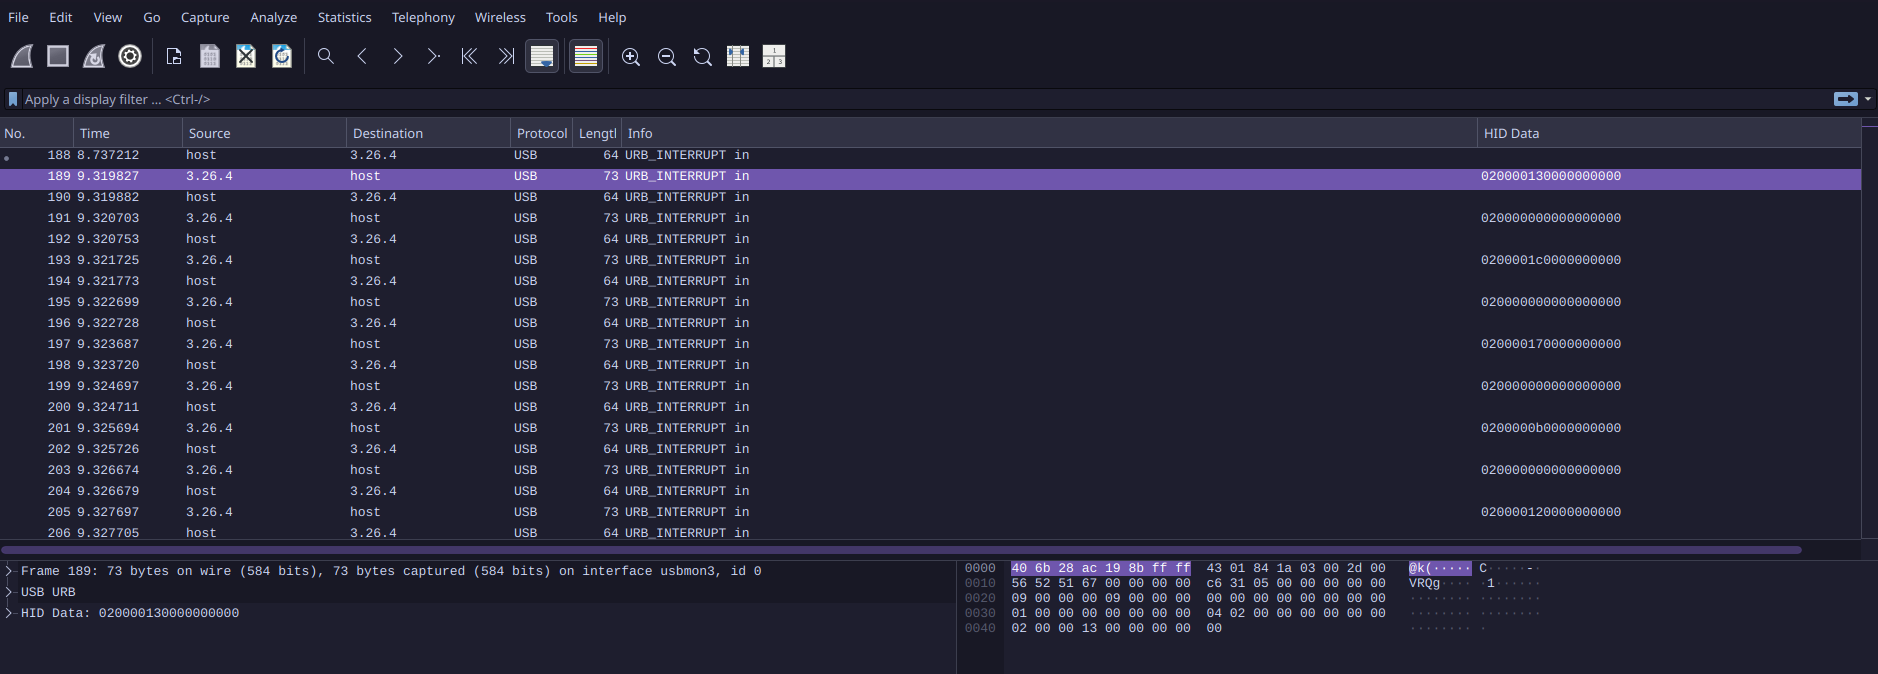 File Edit View Go Capture Analyze Statistics Telephony Wireless Tools Help
Apply a display filter ... <Ctrl-/>
No. Time Source Destination Protocol Lengtl Info HID Data
188 8.737212 host 3.26.4 USB 64 URB_INTERRUPT in
189 9.319827 3.26.4 host USB 73 URB_INTERRUPT in 020000130000000000
190 9.319882 host 3.26.4 USB 64 URB_INTERRUPT in
191 9.320703 3.26.4 host USB 73 URB_INTERRUPT in 020000000000000000
192 9.320753 host 3.26.4 USB 64 URB_INTERRUPT in
193 9.321725 3.26.4 host USB 73 URB_INTERRUPT in 0200001c0000000000
194 9.321773 host 3.26.4 USB 64 URB_INTERRUPT in
195 9.322699 3.26.4 host USB 73 URB_INTERRUPT in 020000000000000000
196 9.322728 host 3.26.4 USB 64 URB_INTERRUPT in
197 9.323687 3.26.4 host USB 73 URB_INTERRUPT in 020000170000000000
198 9.323720 host 3.26.4 USB 64 URB_INTERRUPT in
199 9.324697 3.26.4 host USB 73 URB_INTERRUPT in 020000000000000000
200 9.324711 host 3.26.4 USB 64 URB_INTERRUPT in
201 9.325694 3.26.4 host USB 73 URB_INTERRUPT in 0200000b0000000000
202 9.325726 host 3.26.4 USB 64 URB_INTERRUPT in
203 9.326674 3.26.4 host USB 73 URB_INTERRUPT in 020000000000000000
204 9.326679 host 3.26.4 USB 64 URB_INTERRUPT in
205 9.327697 3.26.4 host USB 73 URB_INTERRUPT in 020000120000000000
206 9.327705 host 3.26.4 USB 64 URB_INTERRUPT in
Frame 189: 73 bytes on wire (584 bits), 73 bytes captured (584 bits) on interface usbmon3, id 0
USB URB
HID Data: 020000130000000000
0000 40 6b 28 ac 19 8b ff ff 43 01 84 1a 03 00 2d 00 @k(····· C·····-·
0010 56 52 51 67 00 00 00 00 c6 31 05 00 00 00 00 00 VRQg···· ·1······
0020 09 00 00 00 09 00 00 00 00 00 00 00 00 00 00 00 ········ ········
0030 01 00 00 00 00 00 00 00 04 02 00 00 00 00 00 00 ········ ········
0040 02 00 00 13 00 00 00 00 00 ········ ·